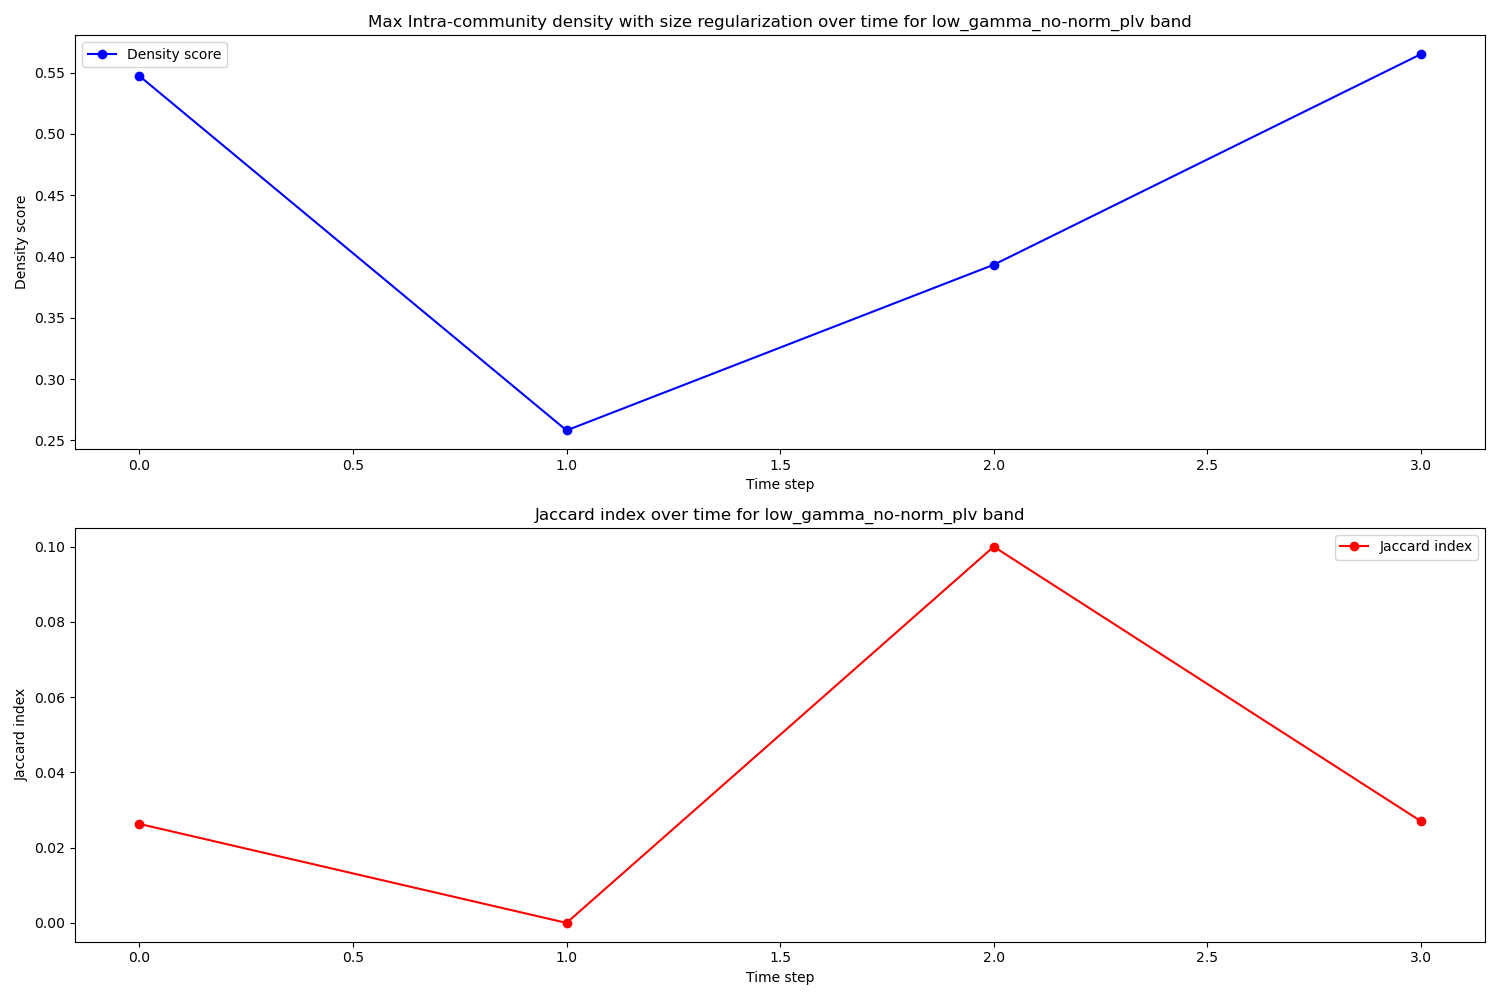 Max Intra-community density with size regularization over time for low_gamma_no-norm_plv band
Density score
Density score
0.55
0.50
0.45
0.40
0.35
0.30
0.25
0.0 0.5 1.0 1.5 2.0 2.5 3.0
Time step
Jaccard index over time for low_gamma_no-norm_plv band
Jaccard index
Jaccard index
0.10
0.08
0.06
0.04
0.02
0.00
0.0 0.5 1.0 1.5 2.0 2.5 3.0
Time step